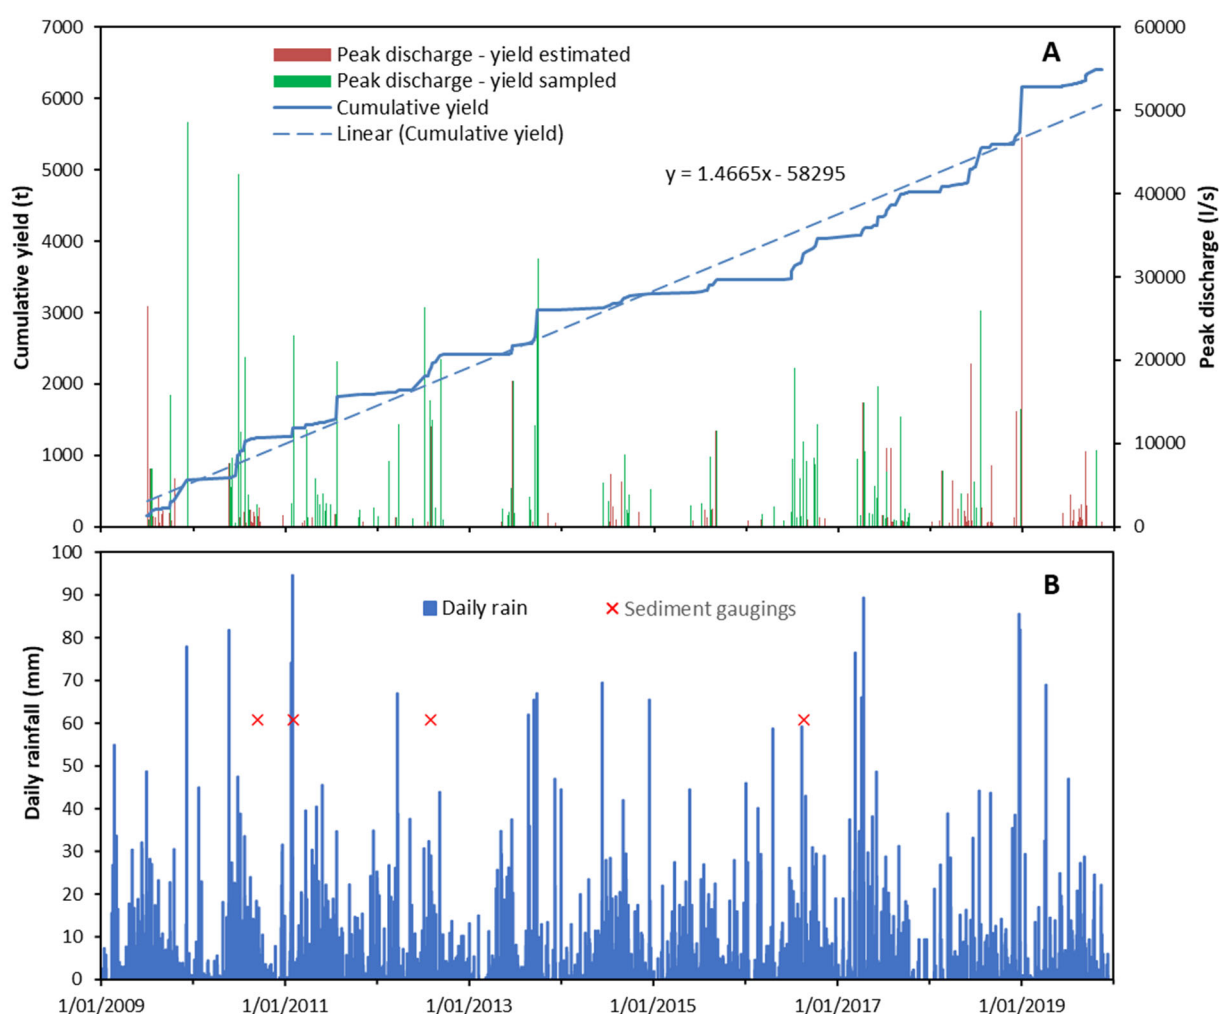 7000
6000
5000
4000
3000
2000
1000
0
Cumulative yield (t)
60000
50000
40000
30000
20000
10000
0
Peak discharge (l/s)
A
Peak discharge - yield estimated
Peak discharge - yield sampled
Cumulative yield
Linear (Cumulative yield)
y = 1.4665x - 58295
100
90
80
70
60
50
40
30
20
10
0
Daily rainfall (mm)
B
Daily rain
Sediment gaugings
1/01/2009
1/01/2011
1/01/2013
1/01/2015
1/01/2017
1/01/2019